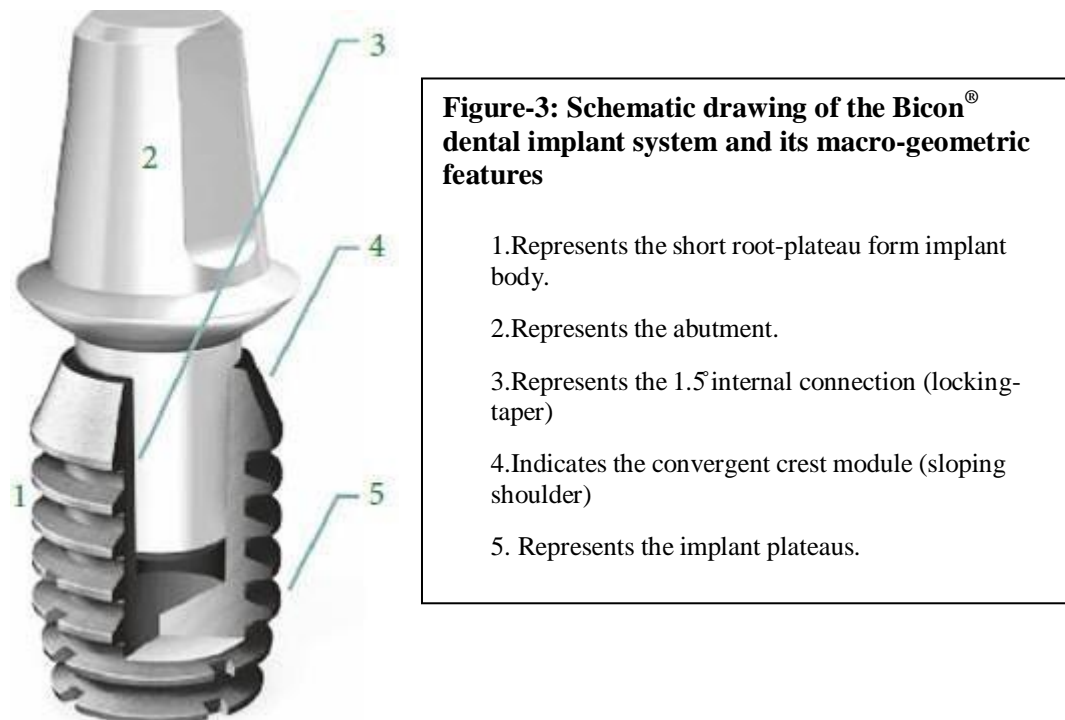 3
2
4
1
5
Figure-3: Schematic drawing of the Bicon®
dental implant system and its macro-geometric
features
1.Represents the short root-plateau form implant
body.
2.Represents the abutment.
3.Represents the 1.5° internal connection (locking-
taper)
4.Indicates the convergent crest module (sloping
shoulder)
5. Represents the implant plateaus.